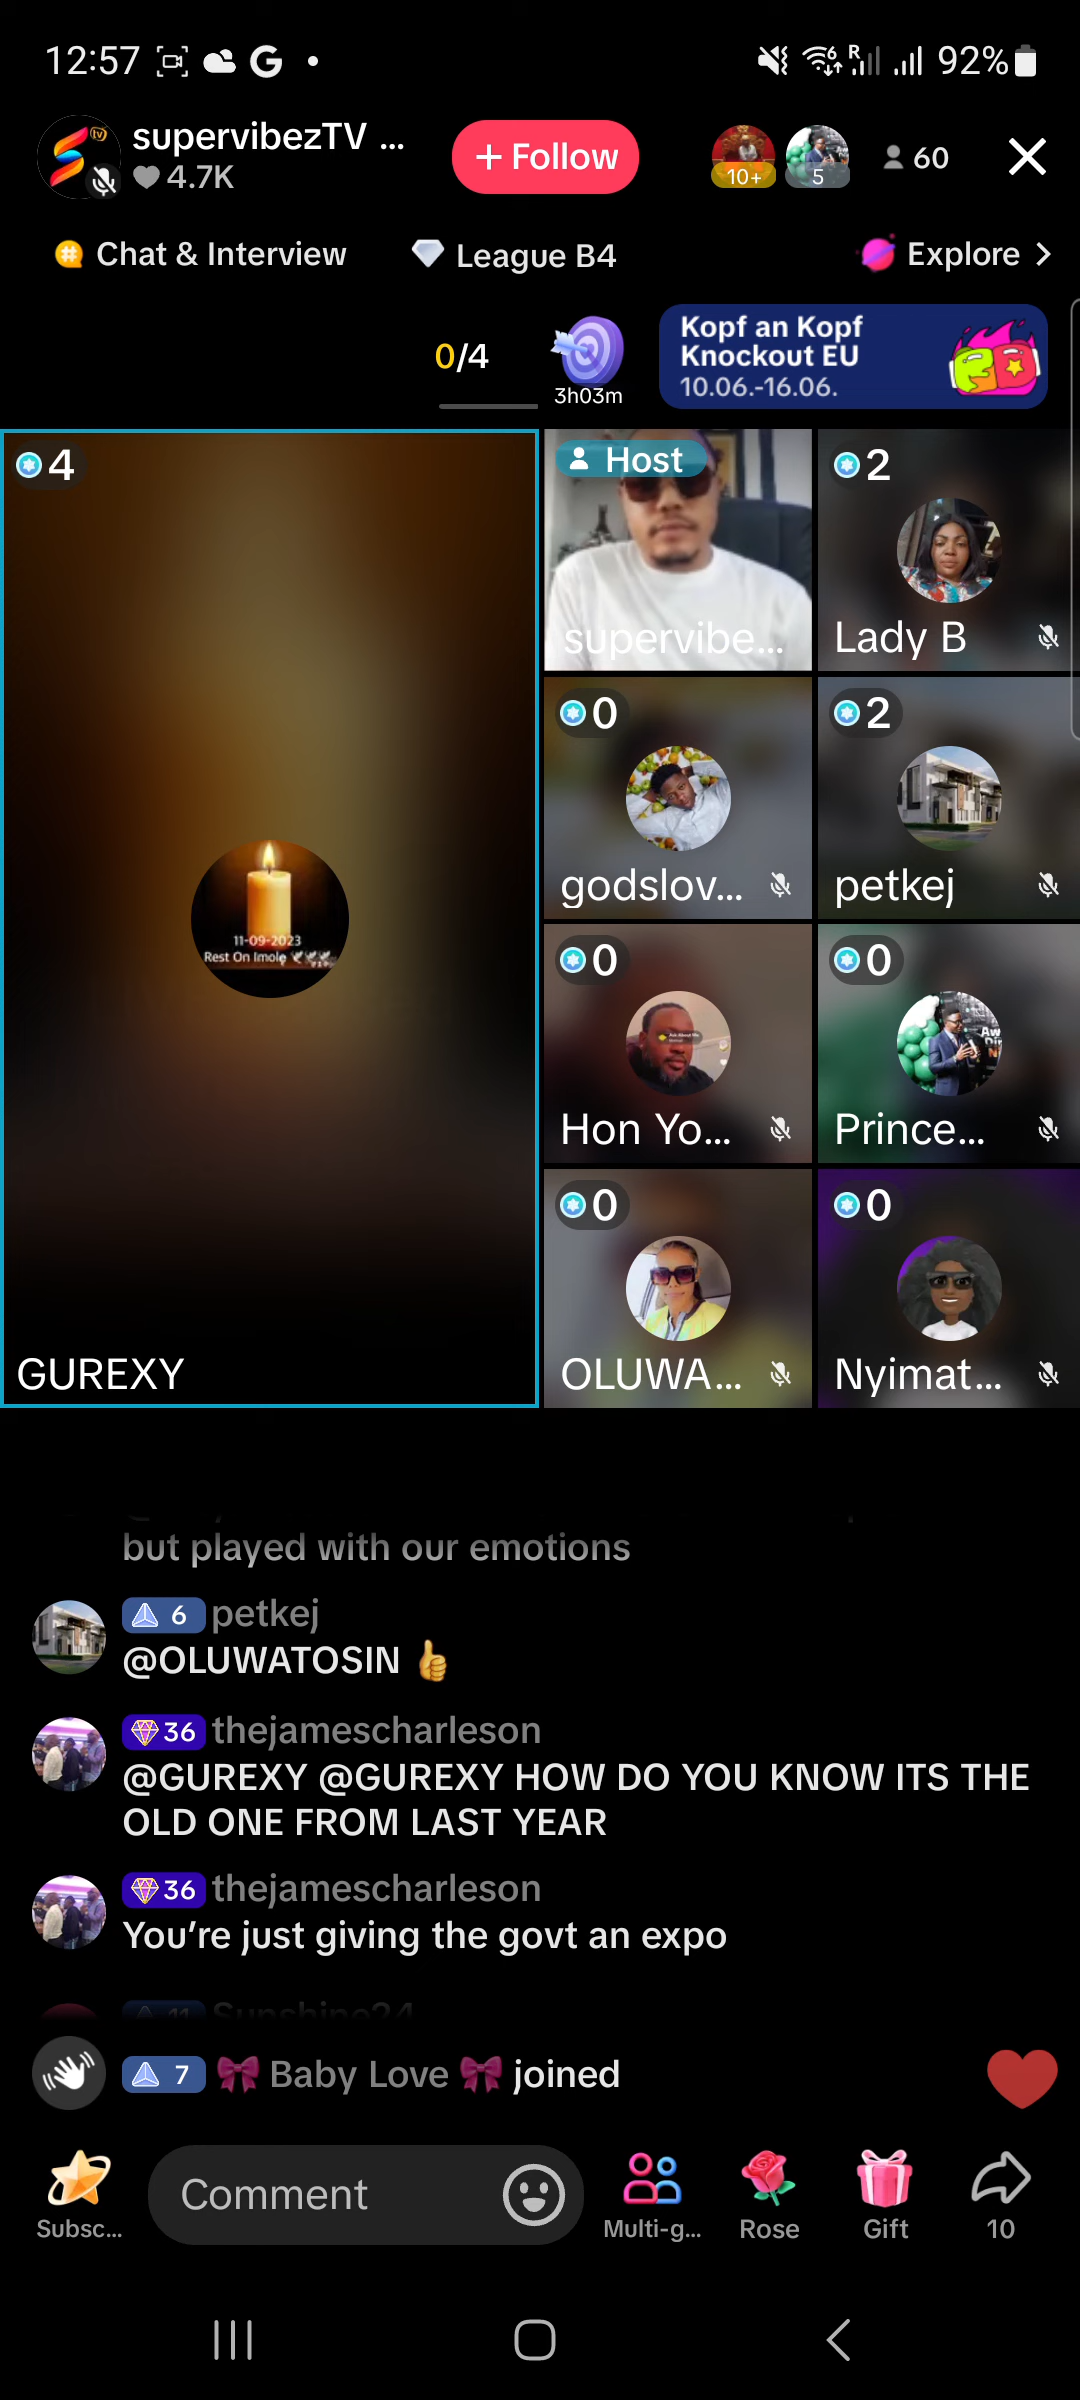 12:57
92%
supervibezTV ...
4.7K
+ Follow
10+
5
60
Chat & Interview
League B4
Explore >
0/4
3h03m
Kopf an Kopf
Knockout EU
10.06.-16.06.
4
11-09-2023
Rest On Imole
GUREXY
Host
supervibe...
2
Lady B
0
godslov...
2
petkej
0
Hon Yo...
0
Prince...
0
OLUWA...
0
Nyimat...
but played with our emotions
6 petkej
@OLUWATOSIN 👍
36 thejamescharleson
@GUREXY @GUREXY HOW DO YOU KNOW ITS THE
OLD ONE FROM LAST YEAR
36 thejamescharleson
You're just giving the govt an expo
11 Sunshine24
7 🎀 Baby Love 🎀 joined
Comment
Subsc...
Multi-g...
Rose
Gift
10